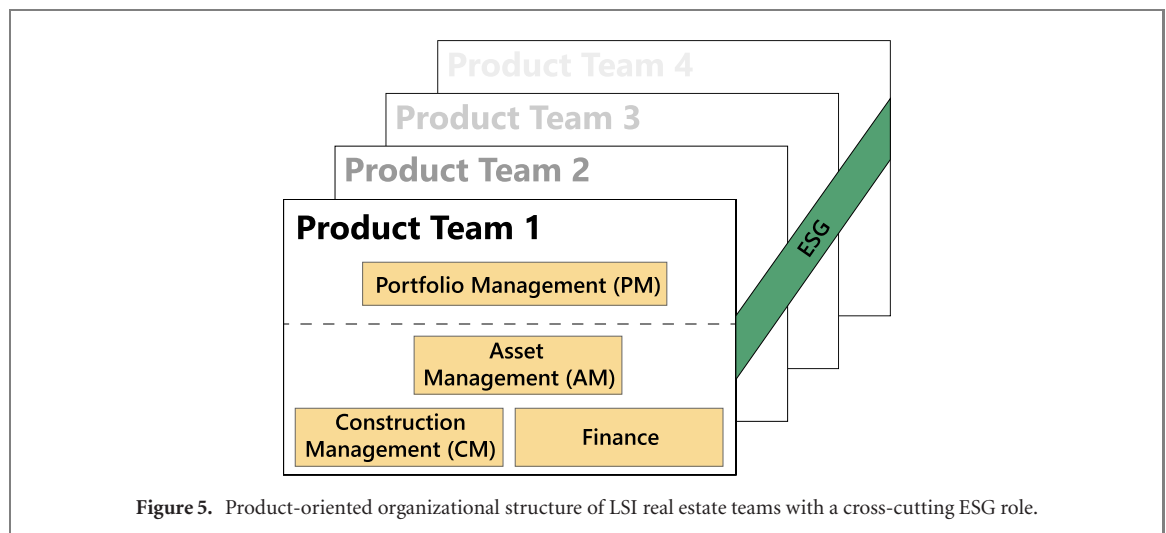 Product Team 4
Product Team 3
Product Team 2
Product Team 1
Portfolio Management (PM)
Asset
Management (AM)
Construction
Management (CM)
Finance
ESG
Figure 5. Product-oriented organizational structure of LSI real estate teams with a cross-cutting ESG role.